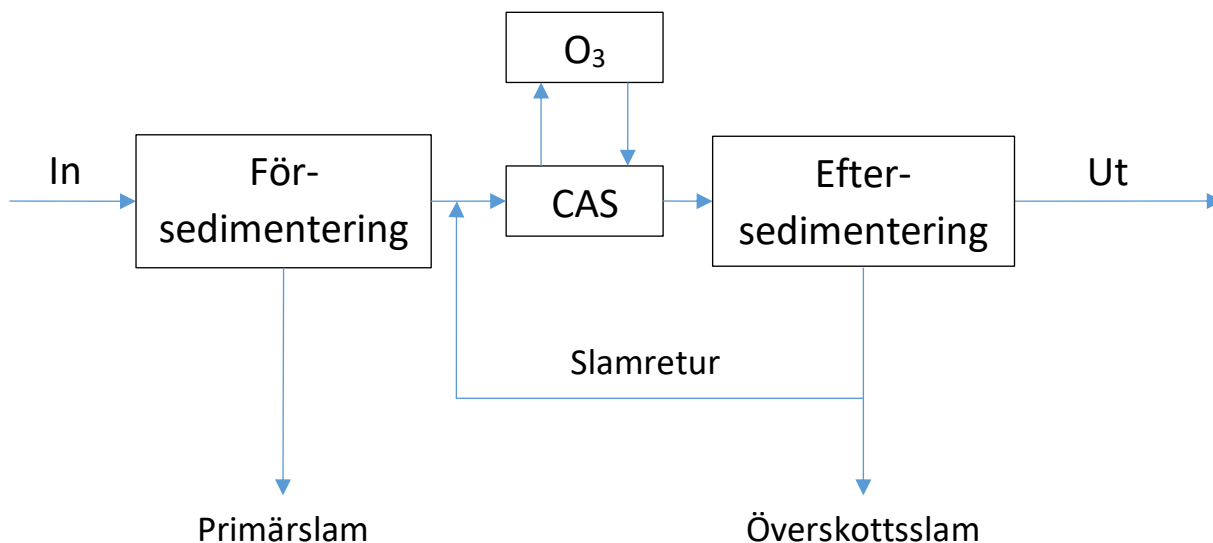 O₃
In
För-
sedimentering
CAS
Efter-
sedimentering
Ut
Slamretur
Primärslam
Överskottsslam